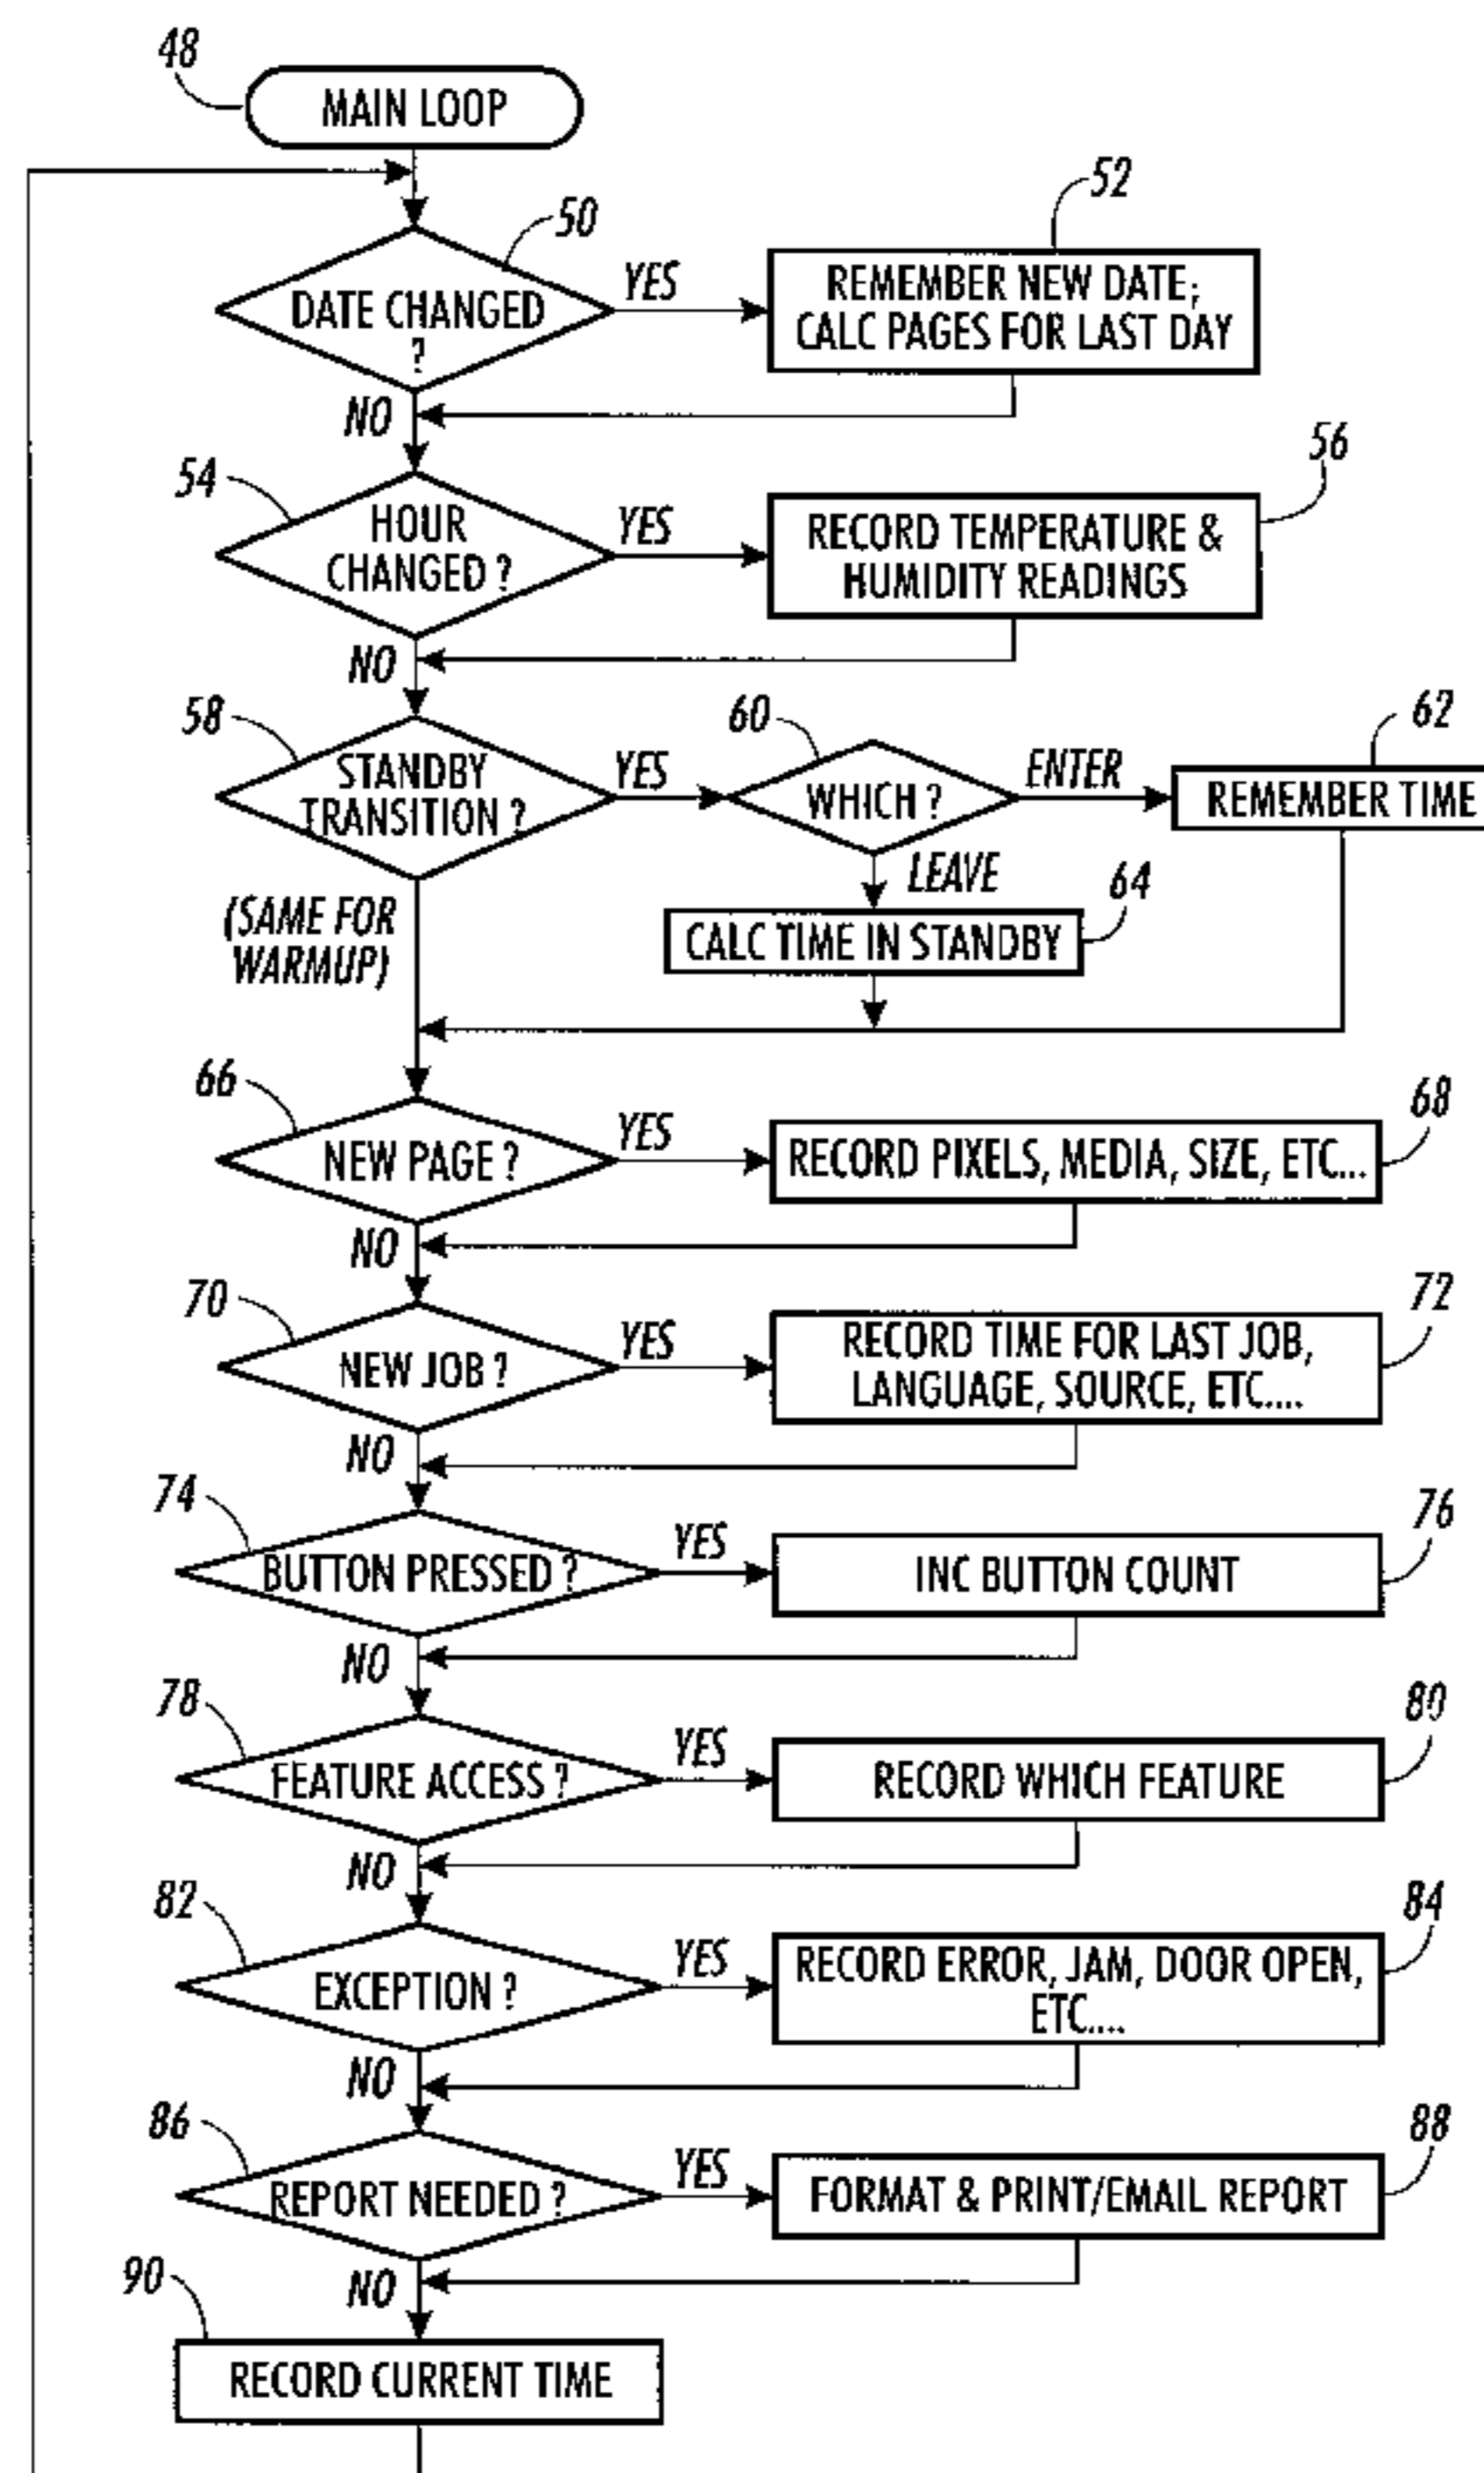 48
MAIN LOOP
52
50
DATE CHANGED
?
YES
REMEMBER NEW DATE;
CALC PAGES FOR LAST DAY
NO
56
54
HOUR
CHANGED ?
YES
RECORD TEMPERATURE &
HUMIDITY READINGS
NO
58
STANDBY
TRANSITION ?
YES
60
WHICH ?
ENTER
62
REMEMBER TIME
LEAVE
64
(SAME FOR
WARMUP)
CALC TIME IN STANDBY
66
NEW PAGE ?
YES
68
RECORD PIXELS, MEDIA, SIZE, ETC...
NO
70
NEW JOB ?
YES
72
RECORD TIME FOR LAST JOB,
LANGUAGE, SOURCE, ETC....
NO
74
BUTTON PRESSED ?
YES
76
INC BUTTON COUNT
NO
78
FEATURE ACCESS ?
YES
80
RECORD WHICH FEATURE
NO
82
EXCEPTION ?
YES
84
RECORD ERROR, JAM, DOOR OPEN,
ETC....
NO
86
REPORT NEEDED ?
YES
88
FORMAT & PRINT/EMAIL REPORT
NO
90
RECORD CURRENT TIME